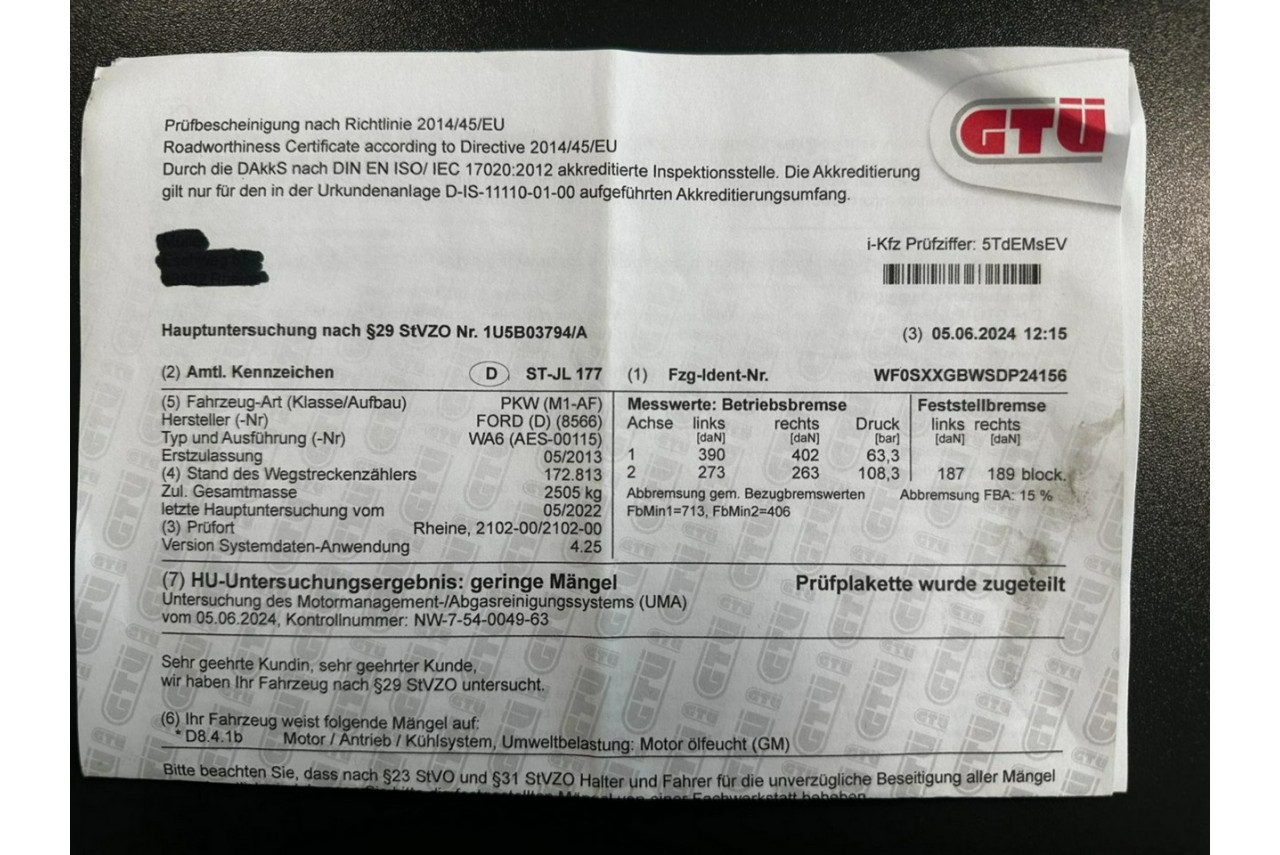 GTÜ
Prüfbescheinigung nach Richtlinie 2014/45/EU
Roadworthiness Certificate according to Directive 2014/45/EU
Durch die DAkkS nach DIN EN ISO/ IEC 17020:2012 akkreditierte Inspektionsstelle. Die Akkreditierung
gilt nur für den in der Urkundenanlage D-IS-11110-01-00 aufgeführten Akkreditierungsumfang.
i-Kfz Prüfziffer: 5TdEMsEV
Hauptuntersuchung nach §29 StVZO Nr. 1U5B03794/A (3) 05.06.2024 12:15
(2) Amtl. Kennzeichen D ST-JL 177 (1) Fzg-Ident-Nr. WF0SXXGBWSDP24156
(5) Fahrzeug-Art (Klasse/Aufbau) PKW (M1-AF)
Hersteller (-Nr) FORD (D) (8566)
Typ und Ausführung (-Nr) WA6 (AES-00115)
Erstzulassung 05/2013
(4) Stand des Wegstreckenzählers 172.813
Zul. Gesamtmasse 2505 kg
letzte Hauptuntersuchung vom 05/2022
(3) Prüfort Rheine, 2102-00/2102-00
Version Systemdaten-Anwendung 4.25
Messwerte: Betriebsbremse Feststellbremse
Achse links rechts Druck links rechts
[daN] [daN] [bar] [daN] [daN]
1 390 402 63,3
2 273 263 108,3 187 189 block.
Abbremsung gem. Bezugbremswerten Abbremsung FBA: 15 %
FbMin1=713, FbMin2=406
(7) HU-Untersuchungsergebnis: geringe Mängel Prüfplakette wurde zugeteilt
Untersuchung des Motormanagement-/Abgasreinigungssystems (UMA)
vom 05.06.2024, Kontrollnummer: NW-7-54-0049-63
Sehr geehrte Kundin, sehr geehrter Kunde,
wir haben Ihr Fahrzeug nach §29 StVZO untersucht.
(6) Ihr Fahrzeug weist folgende Mängel auf:
* D8.4.1b Motor / Antrieb / Kühlsystem, Umweltbelastung: Motor ölfeucht (GM)
Bitte beachten Sie, dass nach §23 StVO und §31 StVZO Halter und Fahrer für die unverzügliche Beseitigung aller Mängel
von einer Fachwerkstatt beheben